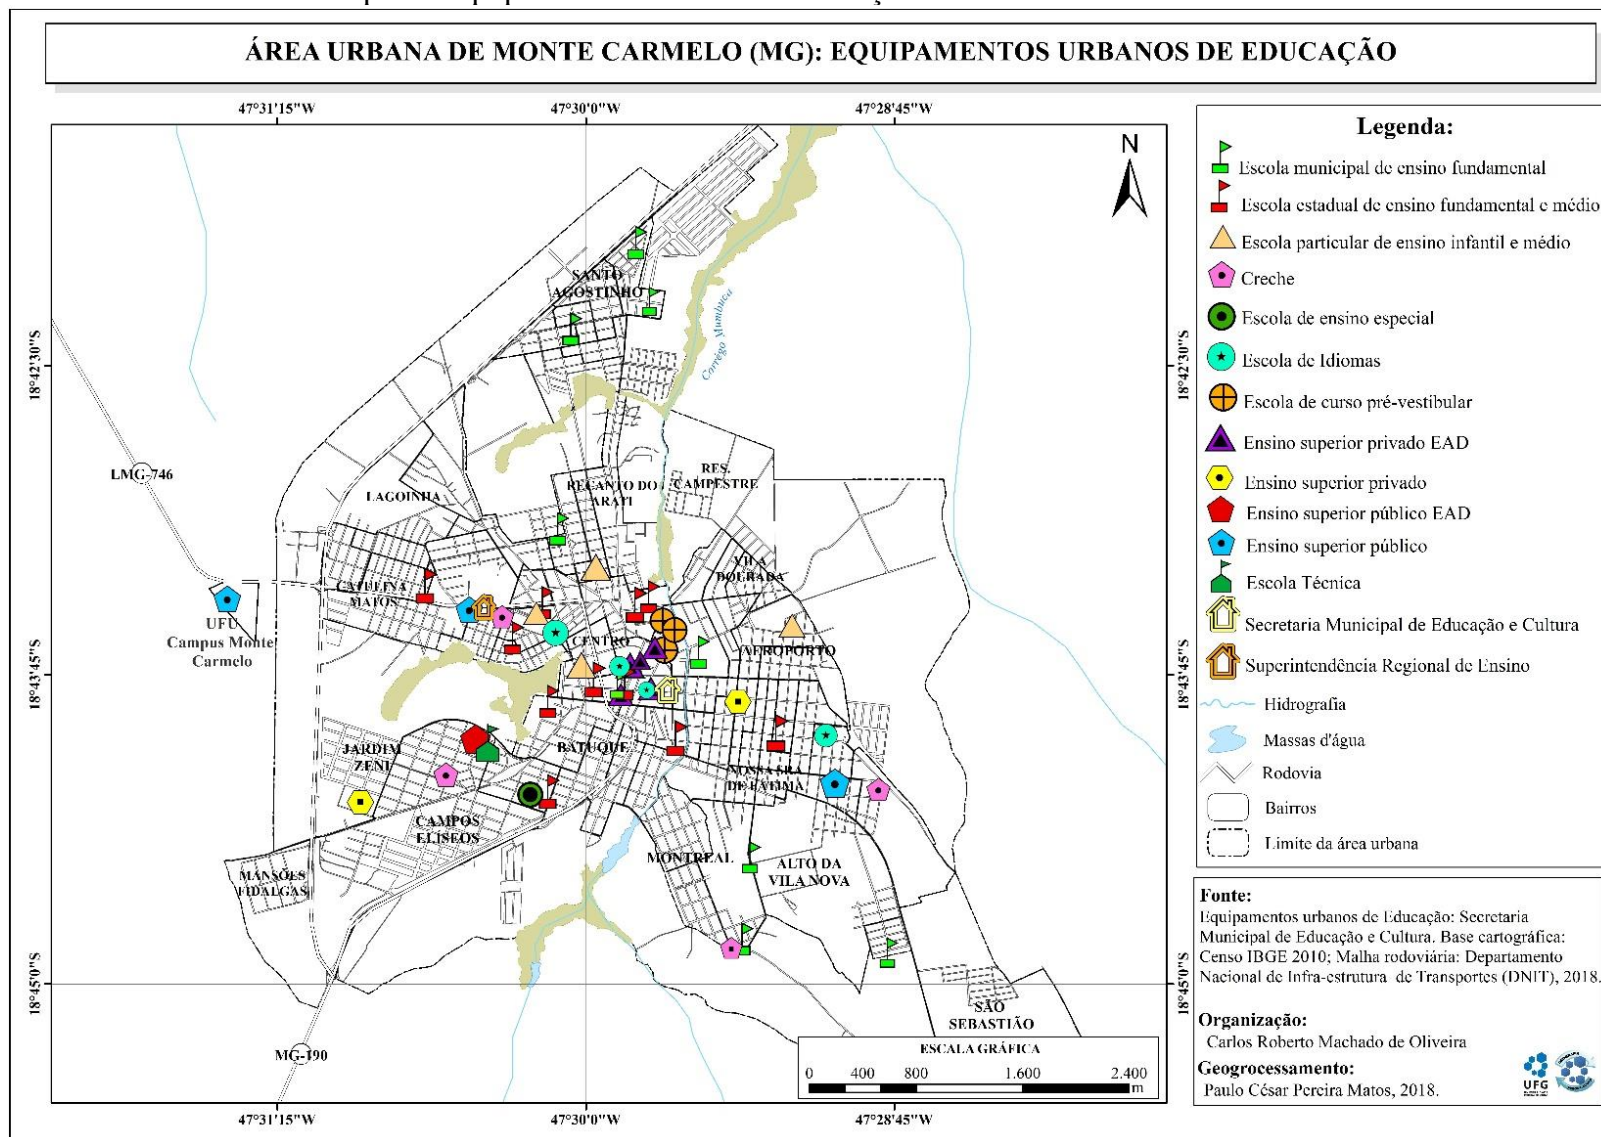 ÁREA URBANA DE MONTE CARMELO (MG): EQUIPAMENTOS URBANOS DE EDUCAÇÃO
47°31'15"W
47°30'0"W
47°28'45"W
N
18°42'30"S
18°42'30"S
18°43'45"S
18°43'45"S
18°45'0"S
18°45'0"S
SANTO
AGOSTINHO
Corrégo Mumbuca
LMG-746
LAGOINHA
RECANTO DO
ARATI
RES.
CAMPESTRE
VILA
DOURADA
CATULINA
MATOS
UFU
Campus Monte
Carmelo
CENTRO
AEROPORTO
JARDIM
ZENI
BATUQUE
NOSSA SRA
DE FATIMA
CAMPOS
ELISEOS
MONTREAL
ALTO DA
VILA NOVA
MANSÕES
FIDALGAS
SÃO
SEBASTIÃO
MG-190
ESCALA GRÁFICA
0 400 800 1.600 2.400
m
47°31'15"W
47°30'0"W
47°28'45"W
Legenda:
Escola municipal de ensino fundamental
Escola estadual de ensino fundamental e médio
Escola particular de ensino infantil e médio
Creche
Escola de ensino especial
Escola de Idiomas
Escola de curso pré-vestibular
Ensino superior privado EAD
Ensino superior privado
Ensino superior público EAD
Ensino superior público
Escola Técnica
Secretaria Municipal de Educação e Cultura
Superintendência Regional de Ensino
Hidrografia
Massas d'água
Rodovia
Bairros
Limite da área urbana
Fonte:
Equipamentos urbanos de Educação: Secretaria
Municipal de Educação e Cultura. Base cartográfica:
Censo IBGE 2010; Malha rodoviária: Departamento
Nacional de Infra-estrutura de Transportes (DNIT), 2018.
Organização:
Carlos Roberto Machado de Oliveira
Geogrocessamento:
Paulo César Pereira Matos, 2018.
UFG